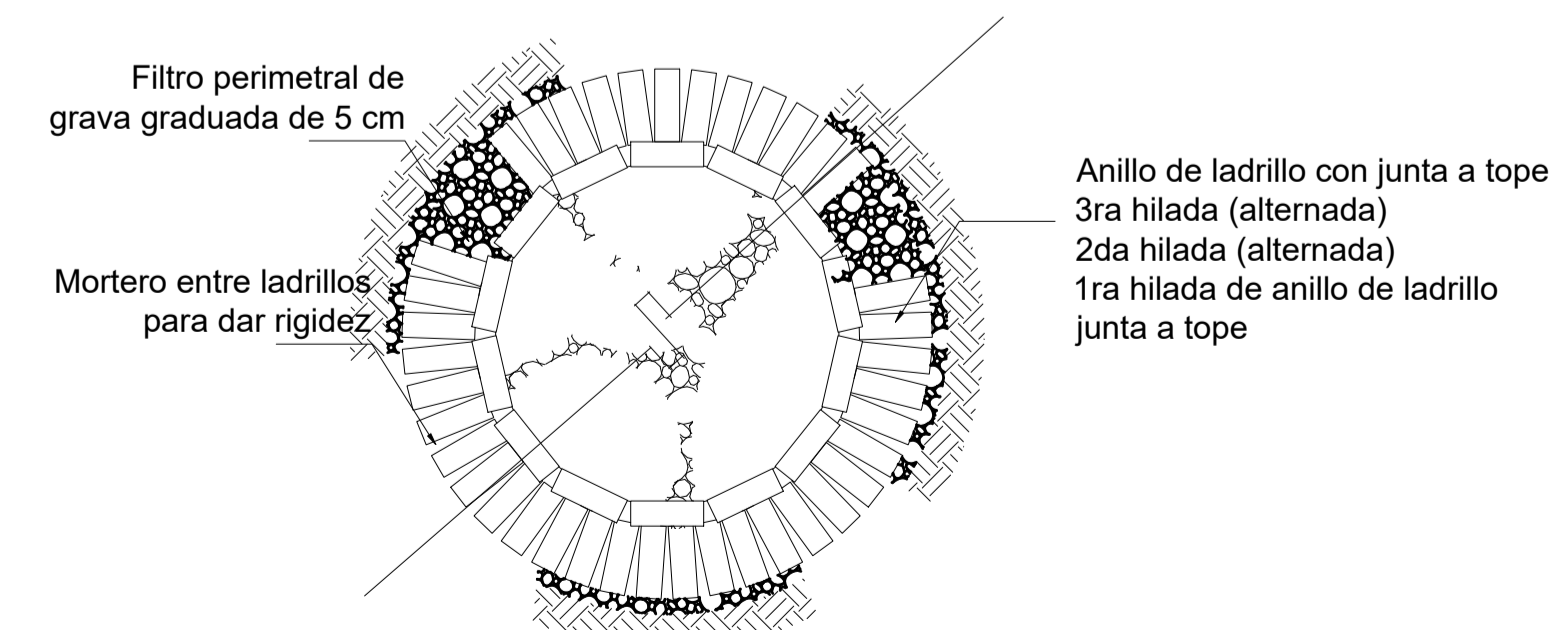 Filtro perimetral de
grava graduada de 5 cm
Mortero entre ladrillos
para dar rigidez
Anillo de ladrillo con junta a tope
3ra hilada (alternada)
2da hilada (alternada)
1ra hilada de anillo de ladrillo
junta a tope